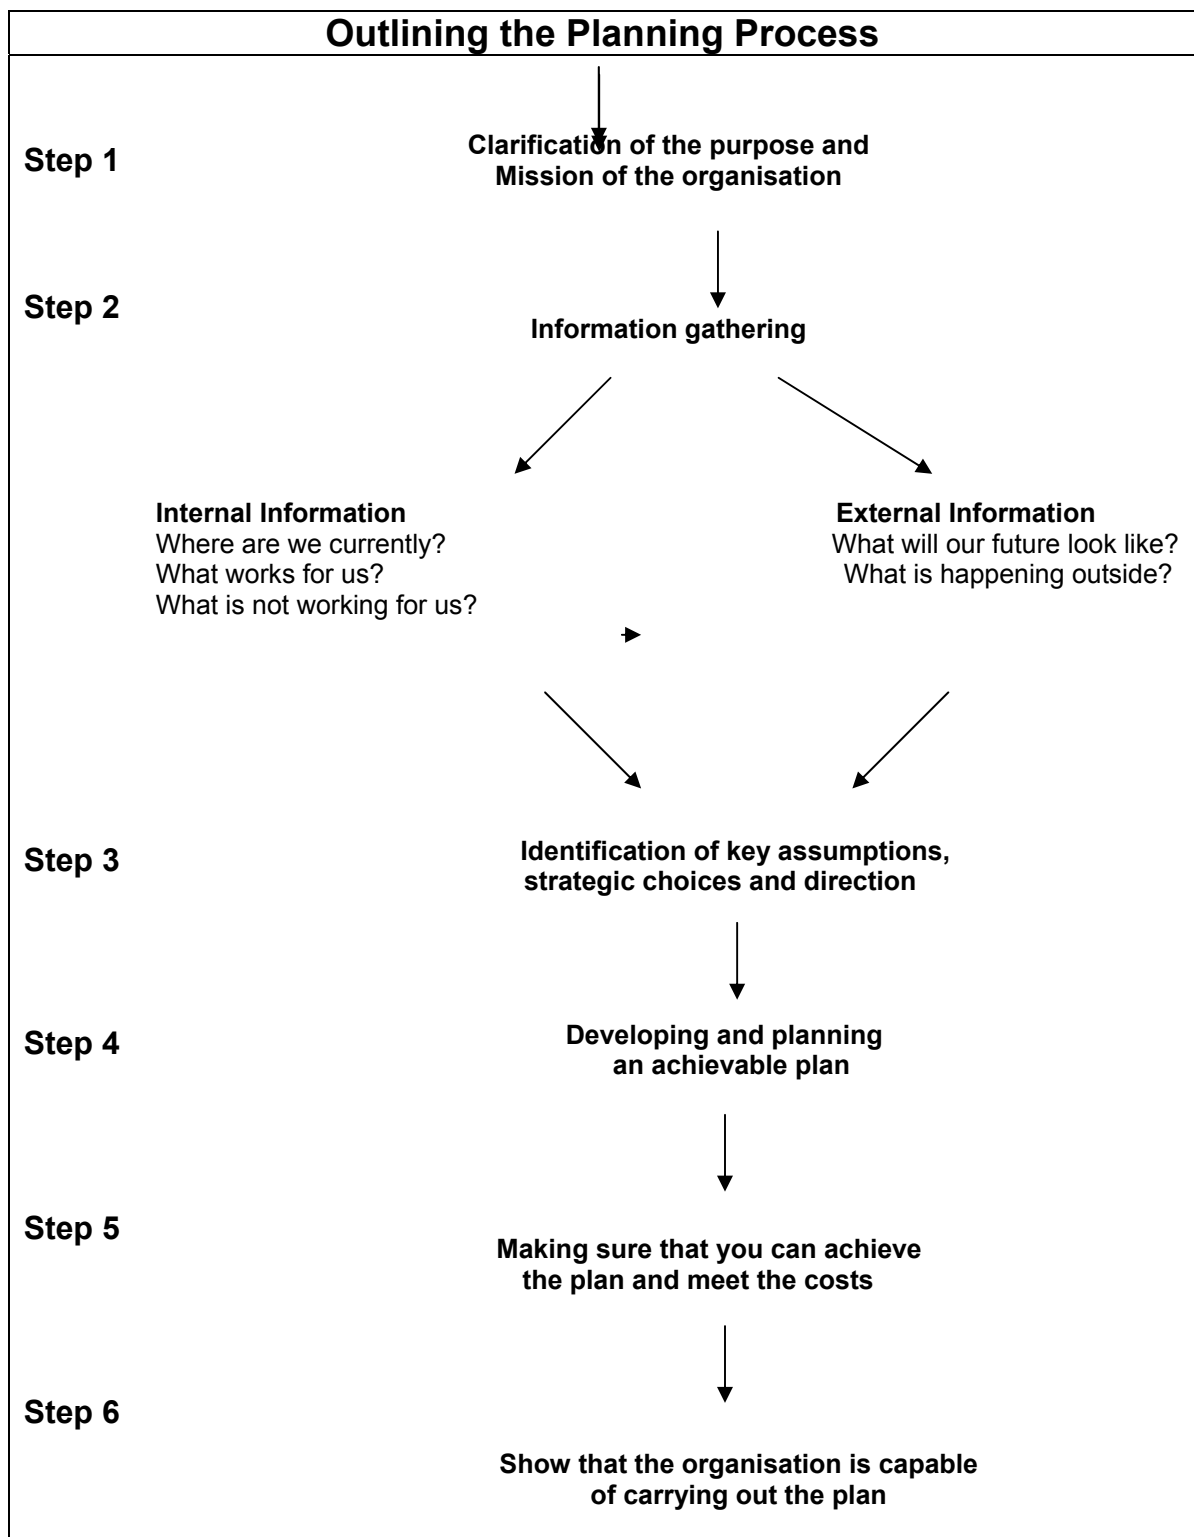 Outlining the Planning Process
Step 1
Clarification of the purpose and
Mission of the organisation
Step 2
Information gathering
Internal Information
Where are we currently?
What works for us?
What is not working for us?
External Information
What will our future look like?
What is happening outside?
Step 3
Identification of key assumptions,
strategic choices and direction
Step 4
Developing and planning
an achievable plan
Step 5
Making sure that you can achieve
the plan and meet the costs
Step 6
Show that the organisation is capable
of carrying out the plan